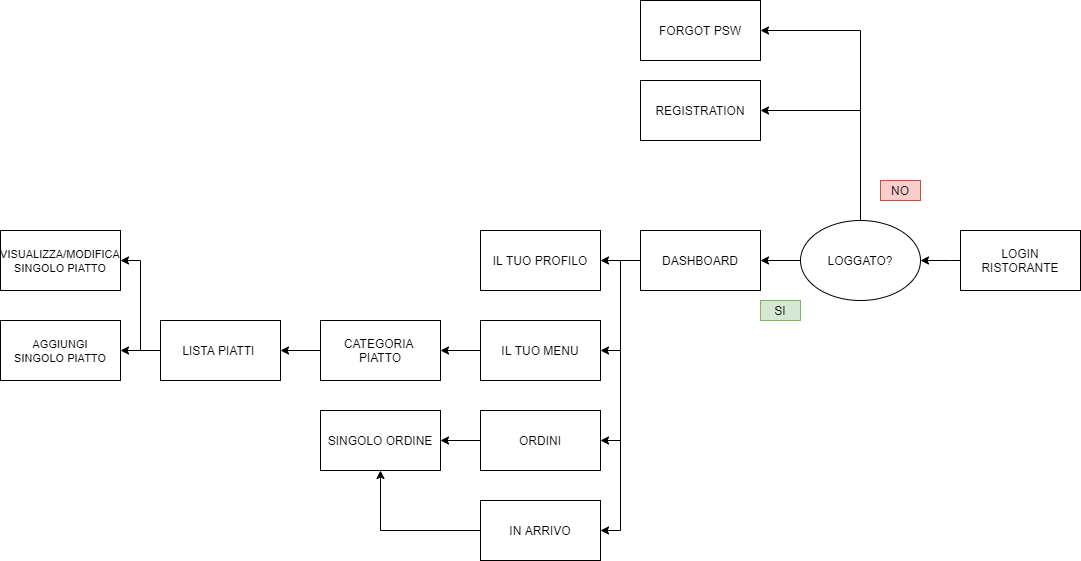 FORGOT PSW
REGISTRATION
NO
VISUALIZZA/MODIFICA
SINGOLO PIATTO
IL TUO PROFILO
DASHBOARD
LOGGATO?
LOGIN
RISTORANTE
SI
AGGIUNGI
SINGOLO PIATTO
LISTA PIATTI
CATEGORIA
PIATTO
IL TUO MENU
SINGOLO ORDINE
ORDINI
IN ARRIVO